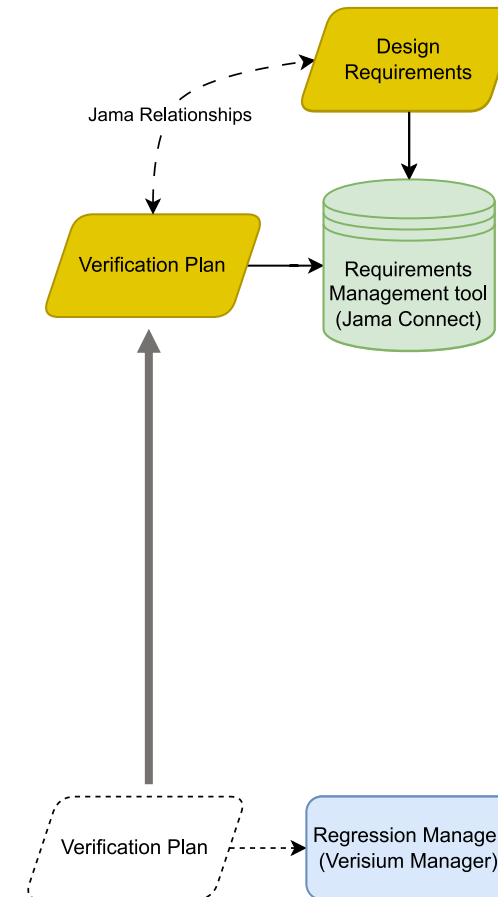 Design
Requirements
Jama Relationships
Verification Plan
Requirements
Management tool
(Jama Connect)
Verification Plan
Regression Manage
(Verisium Manager)